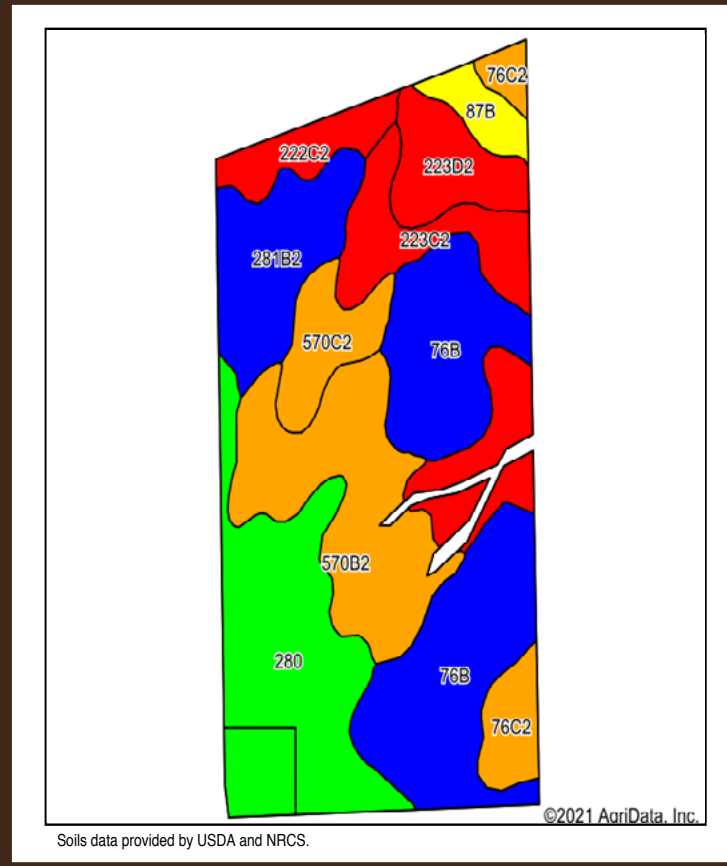 76C2
87B
222C2
223D2
223C2
281B2
570C2
76B
570B2
280
76B
76C2
©2021 AgriData, Inc.
Soils data provided by USDA and NRCS.